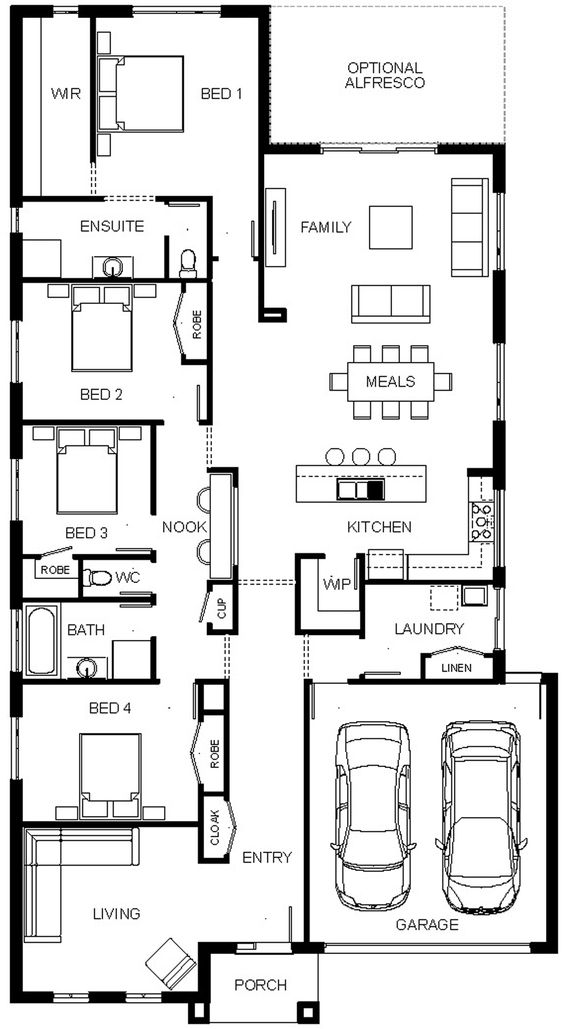 OPTIONAL
ALFRESCO
WIR
BED 1
ENSUITE
FAMILY
ROBE
BED 2
MEALS
BED 3
NOOK
KITCHEN
ROBE
WC
WIP
CUP
BATH
LAUNDRY
LINEN
BED 4
ROBE
CLOAK
ENTRY
LIVING
GARAGE
PORCH